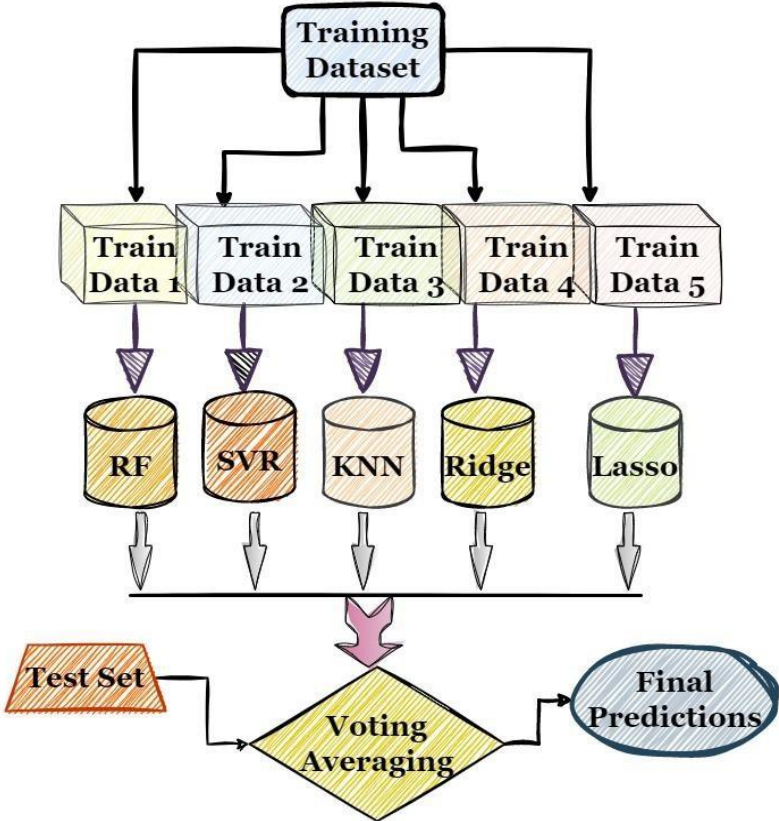 Training
Dataset
Train
Data 1
Train
Data 2
Train
Data 3
Train
Data 4
Train
Data 5
RF
SVR
KNN
Ridge
Lasso
Test Set
Voting
Averaging
Final
Predictions